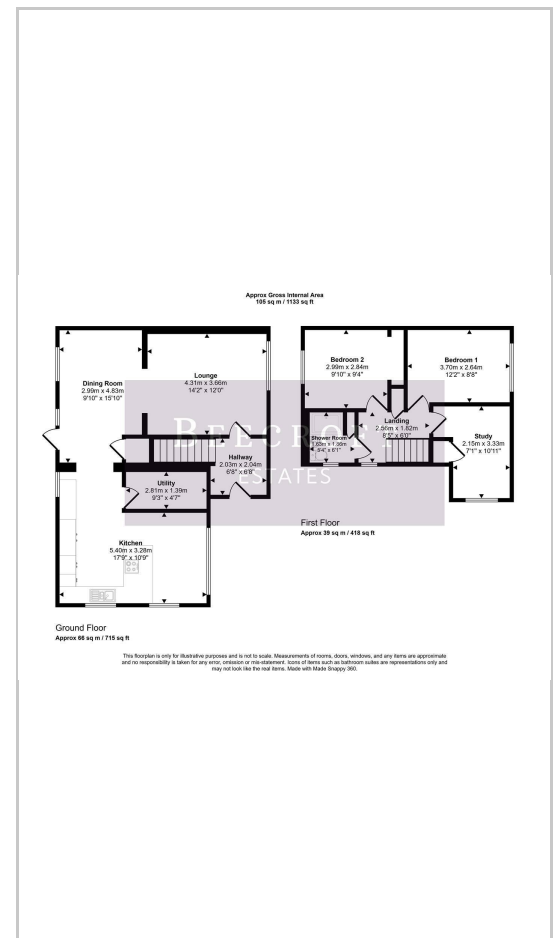 Approx Gross Internal Area
105 sq m / 1133 sq ft
Dining Room
2.99m x 4.83m
9'10" x 15'10"
Lounge
4.31m x 3.66m
14'2" x 12'0"
Hallway
2.03m x 2.04m
6'8" x 6'8"
Utility
2.81m x 1.39m
9'3" x 4'7"
Kitchen
5.40m x 3.28m
17'9" x 10'9"
Ground Floor
Approx 66 sq m / 715 sq ft
Bedroom 2
2.99m x 2.84m
9'10" x 9'4"
Bedroom 1
3.70m x 2.64m
12'2" x 8'8"
Landing
2.56m x 1.82m
8'5" x 6'0"
Shower Room
5'4" x 6'1"
Study
2.15m x 3.33m
7'1" x 10'11"
First Floor
Approx 39 sq m / 418 sq ft
BEECROFT
ESTATES
This floorplan is only for illustrative purposes and is not to scale. Measurements of rooms, doors, windows, and any items are approximate
and no responsibility is taken for any error, omission or mis-statement. Icons of items such as bathroom suites are representations only and
may not look like the real items. Made with Made Snappy 360.